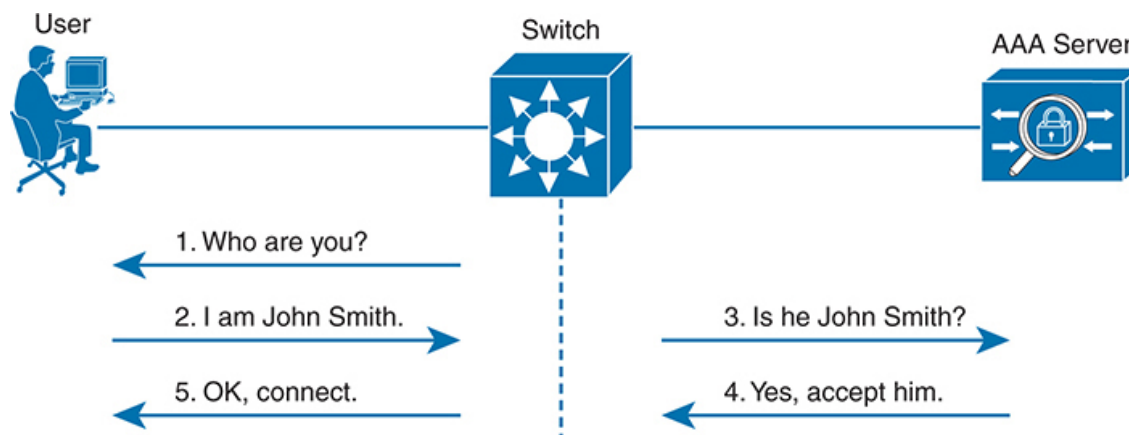 User
Switch
AAA Server
1. Who are you?
2. I am John Smith.
3. Is he John Smith?
5. OK, connect.
4. Yes, accept him.